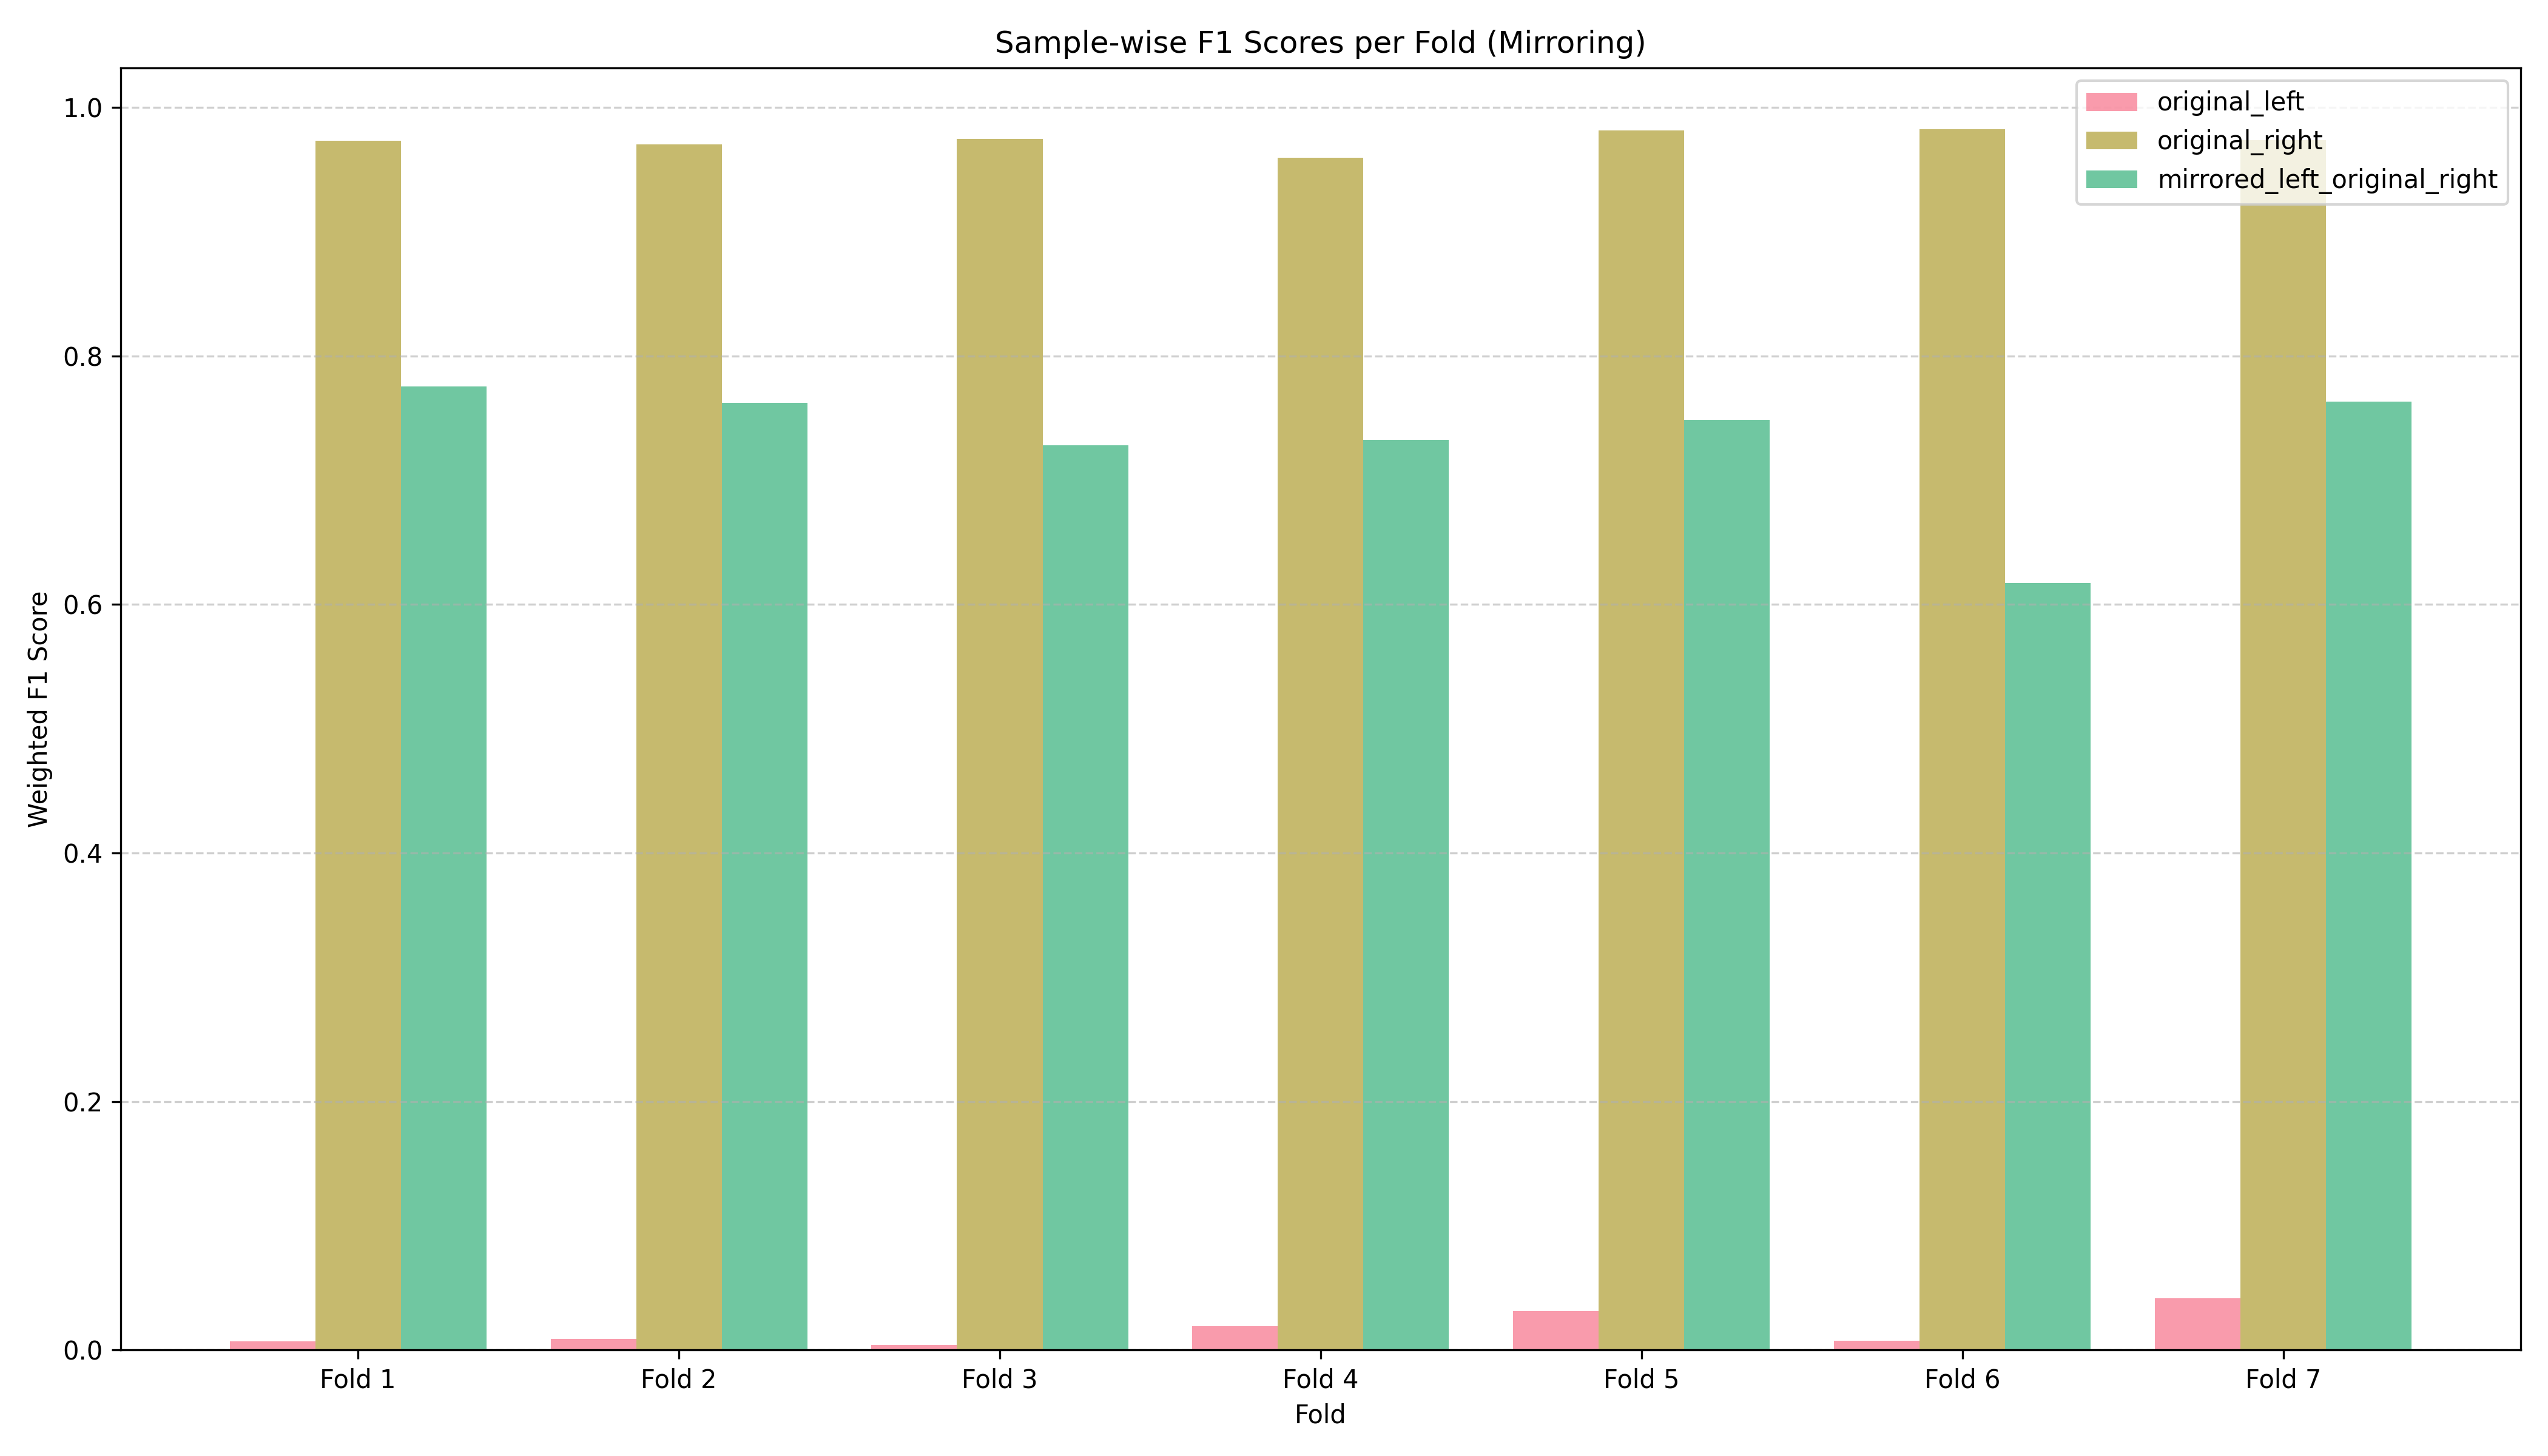 Sample-wise F1 Scores per Fold (Mirroring)
original_left
original_right
mirrored_left_original_right
Weighted F1 Score
1.0
0.8
0.6
0.4
0.2
0.0
Fold 1 Fold 2 Fold 3 Fold 4 Fold 5 Fold 6 Fold 7
Fold